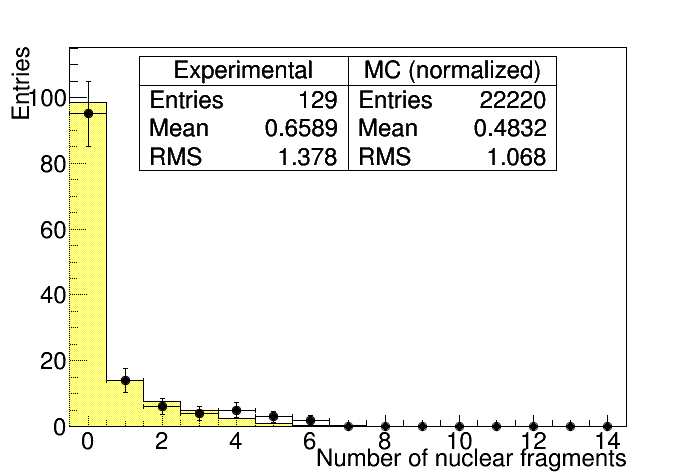 Entries
Experimental MC (normalized)
Entries 129 Entries 22220
Mean 0.6589 Mean 0.4832
RMS 1.378 RMS 1.068
100
80
60
40
20
0
0 2 4 6 8 10 12 14
Number of nuclear fragments